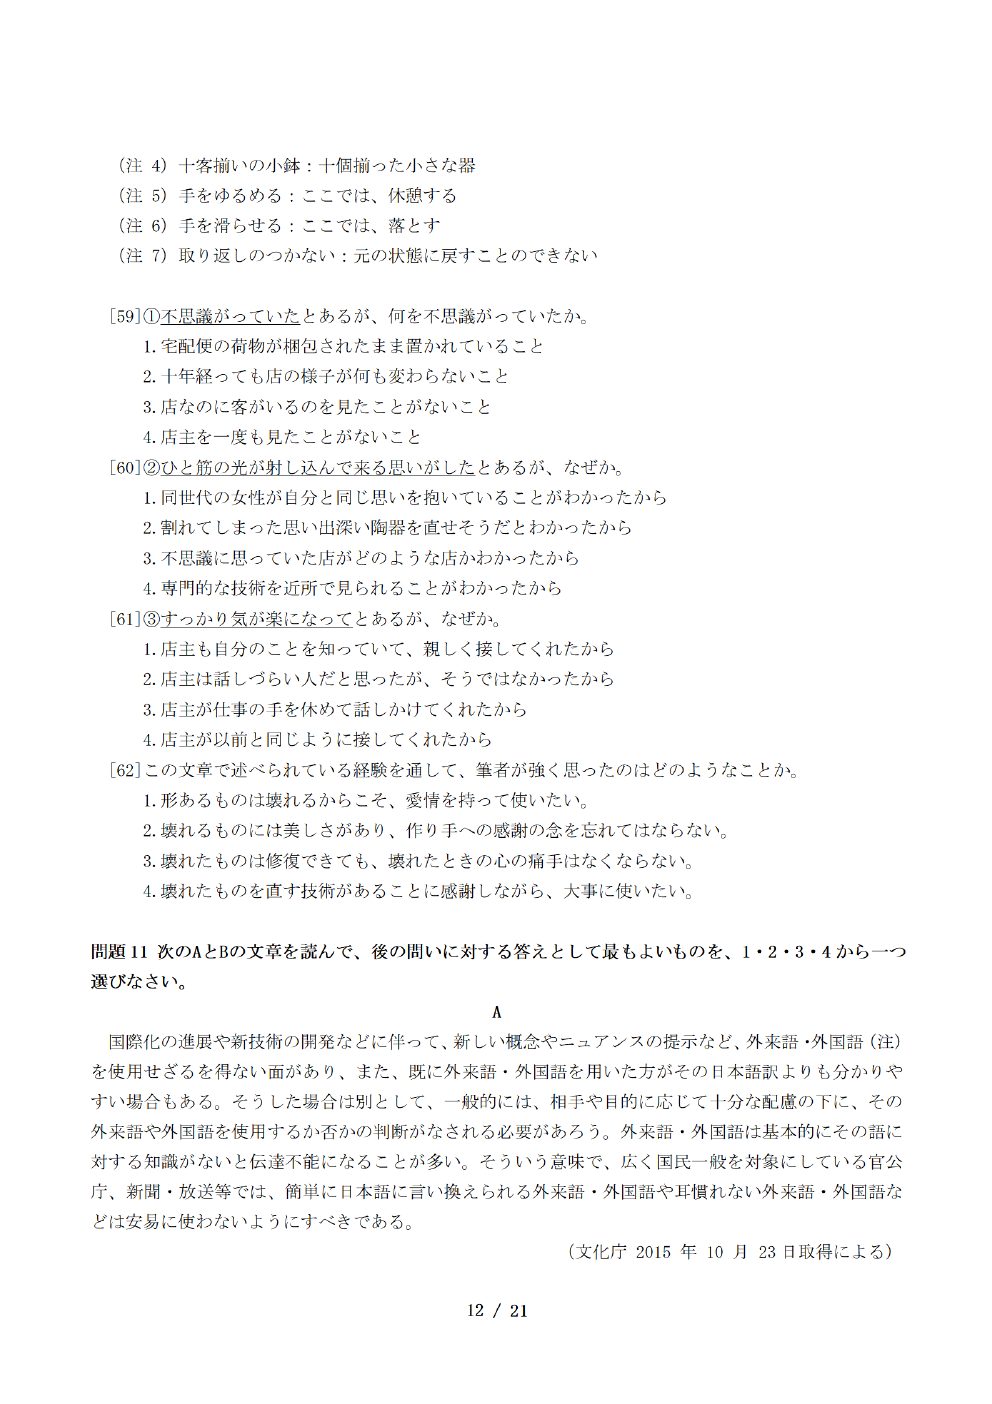 （注 4）十客揃いの小鉢：十個揃った小さな器
（注 5）手をゆるめる：ここでは、休憩する
（注 6）手を滑らせる：ここでは、落とす
（注 7）取り返しのつかない：元の状態に戻すことのできない
[59]①不思議がっていたとあるが、何を不思議がっていたか。
1.宅配便の荷物が梱包されたまま置かれていること
2.十年経っても店の様子が何も変わらないこと
3.店なのに客がいるのを見たことがないこと
4.店主を一度も見たことがないこと
[60]②ひと筋の光が射し込んで来る思いがしたとあるが、なぜか。
1.同世代の女性が自分と同じ思いを抱いていることがわかったから
2.割れてしまった思い出深い陶器を直せそうだとわかったから
3.不思議に思っていた店がどのような店かわかったから
4.専門的な技術を近所で見られることがわかったから
[61]③すっかり気が楽になってとあるが、なぜか。
1.店主も自分のことを知っていて、親しく接してくれたから
2.店主は話しづらい人だと思ったが、そうではなかったから
3.店主が仕事の手を休めて話しかけてくれたから
4.店主が以前と同じように接してくれたから
[62]この文章で述べられている経験を通して、筆者が強く思ったのはどのようなことか。
1.形あるものは壊れるからこそ、愛情を持って使いたい。
2.壊れるものには美しさがあり、作り手への感謝の念を忘れてはならない。
3.壊れたものは修復できても、壊れたときの心の痛手はなくならない。
4.壊れたものを直す技術があることに感謝しながら、大事に使いたい。
問題11 次のAとBの文章を読んで、後の問いに対する答えとして最もよいものを、1・2・3・4から一つ
選びなさい。
A
国際化の進展や新技術の開発などに伴って、新しい概念やニュアンスの提示など、外来語・外国語（注）
を使用せざるを得ない面があり、また、既に外来語・外国語を用いた方がその日本語訳よりも分かりや
すい場合もある。そうした場合は別として、一般的には、相手や目的に応じて十分な配慮の下に、その
外来語や外国語を使用するか否かの判断がなされる必要があろう。外来語・外国語は基本的にその語に
対する知識がないと伝達不能になることが多い。そういう意味で、広く国民一般を対象にしている官公
庁、新聞・放送等では、簡単に日本語に言い換えられる外来語・外国語や耳慣れない外来語・外国語な
どは安易に使わないようにすべきである。
（文化庁 2015 年 10 月 23日取得による）
12 / 21